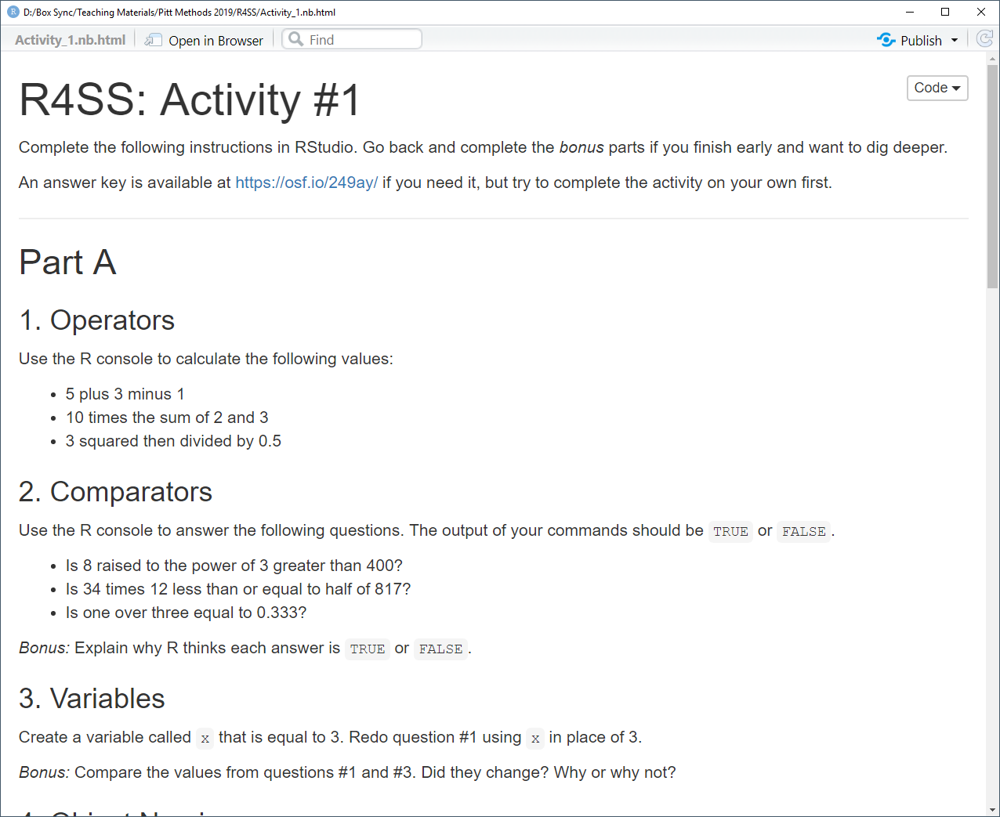 D:/Box Sync/Teaching Materials/Pitt Methods 2019/R4SS/Activity_1.nb.html
Activity_1.nb.html Open in Browser Find Publish
R4SS: Activity #1
Code
Complete the following instructions in RStudio. Go back and complete the bonus parts if you finish early and want to dig deeper.
An answer key is available at https://osf.io/249ay/ if you need it, but try to complete the activity on your own first.
Part A
1. Operators
Use the R console to calculate the following values:
• 5 plus 3 minus 1
• 10 times the sum of 2 and 3
• 3 squared then divided by 0.5
2. Comparators
Use the R console to answer the following questions. The output of your commands should be TRUE or FALSE.
• Is 8 raised to the power of 3 greater than 400?
• Is 34 times 12 less than or equal to half of 817?
• Is one over three equal to 0.333?
Bonus: Explain why R thinks each answer is TRUE or FALSE.
3. Variables
Create a variable called x that is equal to 3. Redo question #1 using x in place of 3.
Bonus: Compare the values from questions #1 and #3. Did they change? Why or why not?
4. Object